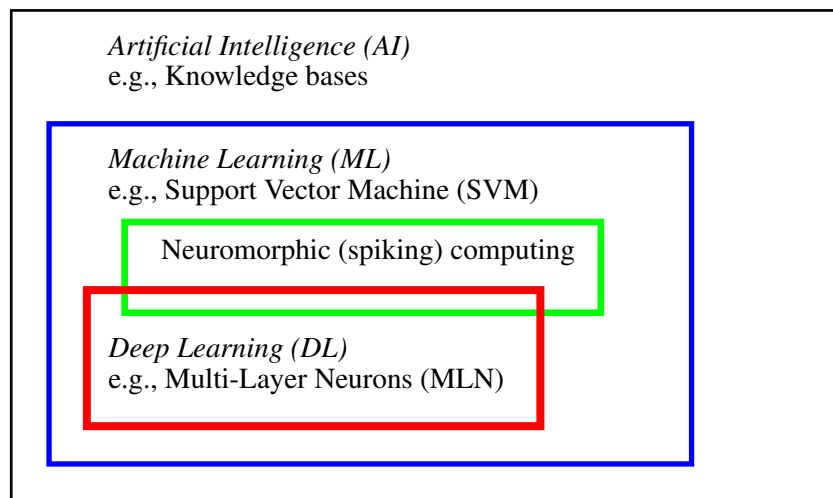 Artificial Intelligence (AI)
e.g., Knowledge bases
Machine Learning (ML)
e.g., Support Vector Machine (SVM)
Neuromorphic (spiking) computing
Deep Learning (DL)
e.g., Multi-Layer Neurons (MLN)